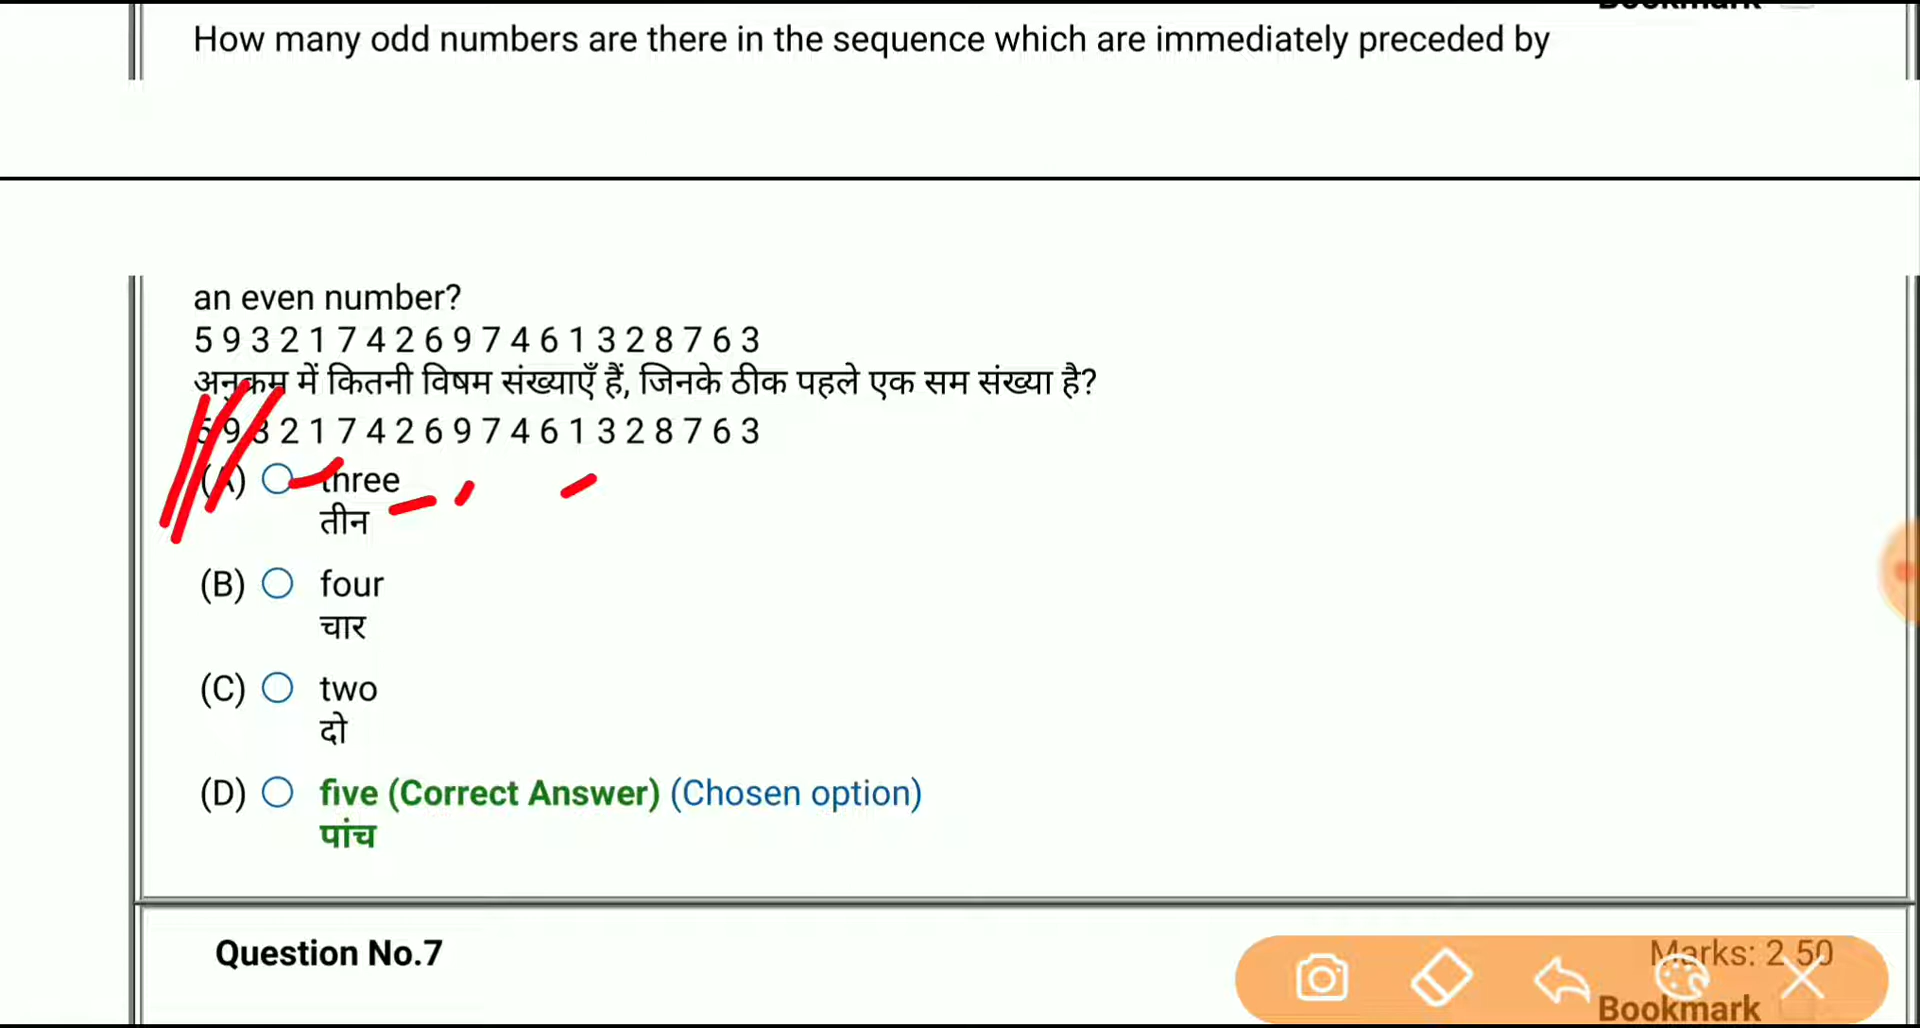 How many odd numbers are there in the sequence which are immediately preceded by
an even number?
5 9 3 2 1 7 4 2 6 9 7 4 6 1 3 2 8 7 6 3
अनुक्रम में कितनी विषम संख्याएँ हैं, जिनके ठीक पहले एक सम संख्या है?
5 9 3 2 1 7 4 2 6 9 7 4 6 1 3 2 8 7 6 3
(A) three
तीन
(B) four
चार
(C) two
दो
(D) five (Correct Answer) (Chosen option)
पांच
Question No.7
Marks: 2.50
Bookmark